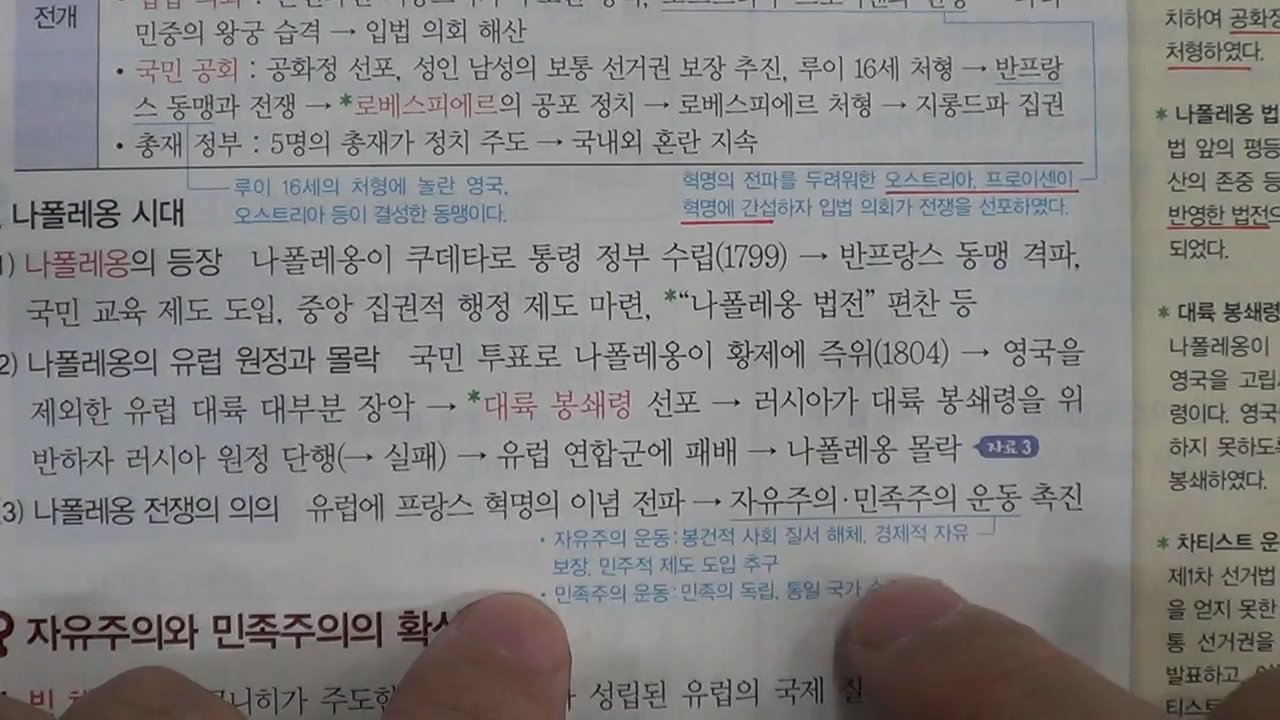 전개
민중의 왕궁 습격 → 입법 의회 해산
• 국민 공회 : 공화정 선포, 성인 남성의 보통 선거권 보장 추진, 루이 16세 처형 → 반프랑
스 동맹과 전쟁 → *로베스피에르의 공포 정치 → 로베스피에르 처형 → 지롱드파 집권
• 총재 정부 : 5명의 총재가 정치 주도 → 국내외 혼란 지속
루이 16세의 처형에 놀란 영국,
오스트리아 등이 결성한 동맹이다.
혁명의 전파를 두려워한 오스트리아, 프로이센이
혁명에 간섭하자 입법 의회가 전쟁을 선포하였다.
나폴레옹 시대
1) 나폴레옹의 등장 나폴레옹이 쿠데타로 통령 정부 수립(1799) → 반프랑스 동맹 격파,
국민 교육 제도 도입, 중앙 집권적 행정 제도 마련, *“나폴레옹 법전” 편찬 등
2) 나폴레옹의 유럽 원정과 몰락 국민 투표로 나폴레옹이 황제에 즉위(1804) → 영국을
제외한 유럽 대륙 대부분 장악 → *대륙 봉쇄령 선포 → 러시아가 대륙 봉쇄령을 위
반하자 러시아 원정 단행(→ 실패) → 유럽 연합군에 패배 → 나폴레옹 몰락 자료 3
(3) 나폴레옹 전쟁의 의의 유럽에 프랑스 혁명의 이념 전파 → 자유주의·민족주의 운동 촉진
• 자유주의 운동 : 봉건적 사회 질서 해체, 경제적 자유
보장, 민주적 제도 도입 추구
• 민족주의 운동 : 민족의 독립, 통일 국가
자유주의와 민족주의의
빈
주도 성립된 유럽의 국제
치하여 공화정
처형하였다.
* 나폴레옹 법
법 앞의 평등
산의 존중 등
반영한 법전
되었다.
* 대륙 봉쇄령
나폴레옹이
영국을 고립
령이다. 영국
하지 못하도
봉쇄하였다.
* 차티스트 운
제1차 선거법
을 얻지 못한
통 선거권을
발표하고
티스트